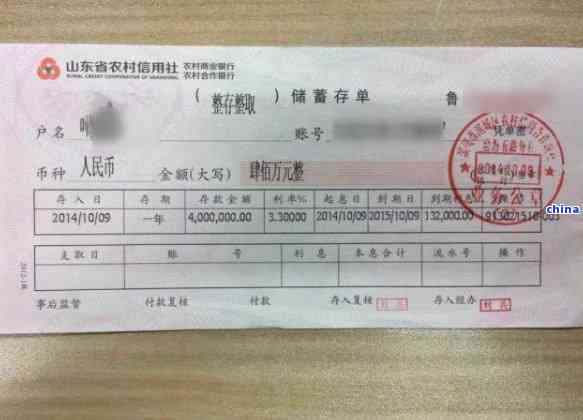 山东省农村信用社 农村商业银行
RURAL CREDIT COOPERATIVE OF SHANDONG 农村合作银行
(整存整取) 储蓄存单 鲁
户名 账号
币种 人民币 金额(大写) 肆佰万元整
存入日 存期 存款金额 利率% 起息日 到期日 到期利息 操作
2014/10/09 一年 4,000,000.00 3.30000 2014/10/09 2015/10/09 132,000.00
支取日 账号 利息 本息合计 流水号 操作
事后监督 付款复核 付款 存入复核 存入经办
china